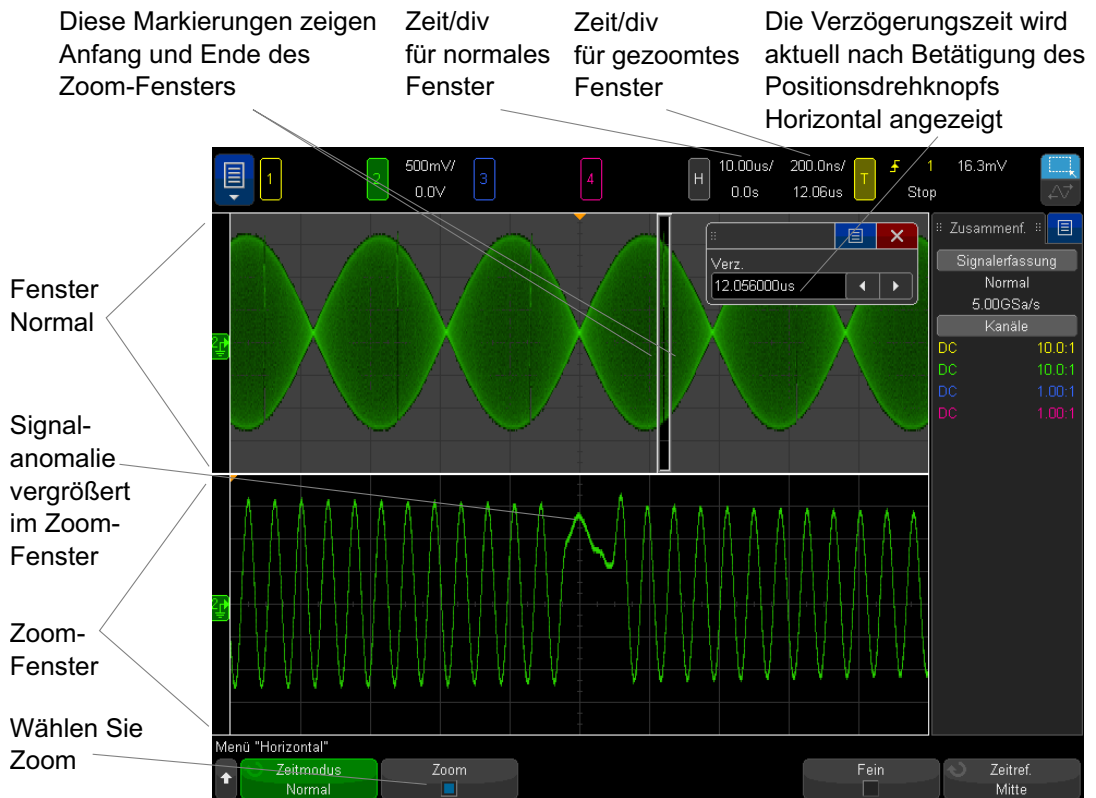 Diese Markierungen zeigen
Anfang und Ende des
Zoom-Fensters
Zeit/div
für normales
Fenster
Zeit/div
für gezoomtes
Fenster
Die Verzögerungszeit wird
aktuell nach Betätigung des
Positionsdrehknopfs
Horizontal angezeigt
1
2
500mV/
0.0V
3
4
H
10.00us/
0.0s
200.0ns/
12.06us
T
1
Stop
16.3mV
Fenster
Normal
Signal-
anomalie
vergrößert
im Zoom-
Fenster
Zoom-
Fenster
Wählen Sie
Zoom
2
Verz.
12.056000us
Zusammenf.
Signalerfassung
Normal
5.00GSa/s
Kanäle
DC 10.0:1
DC 10.0:1
DC 1.00:1
DC 1.00:1
2
Menü "Horizontal"
Zeitmodus
Normal
Zoom
Fein
Zeitref.
Mitte